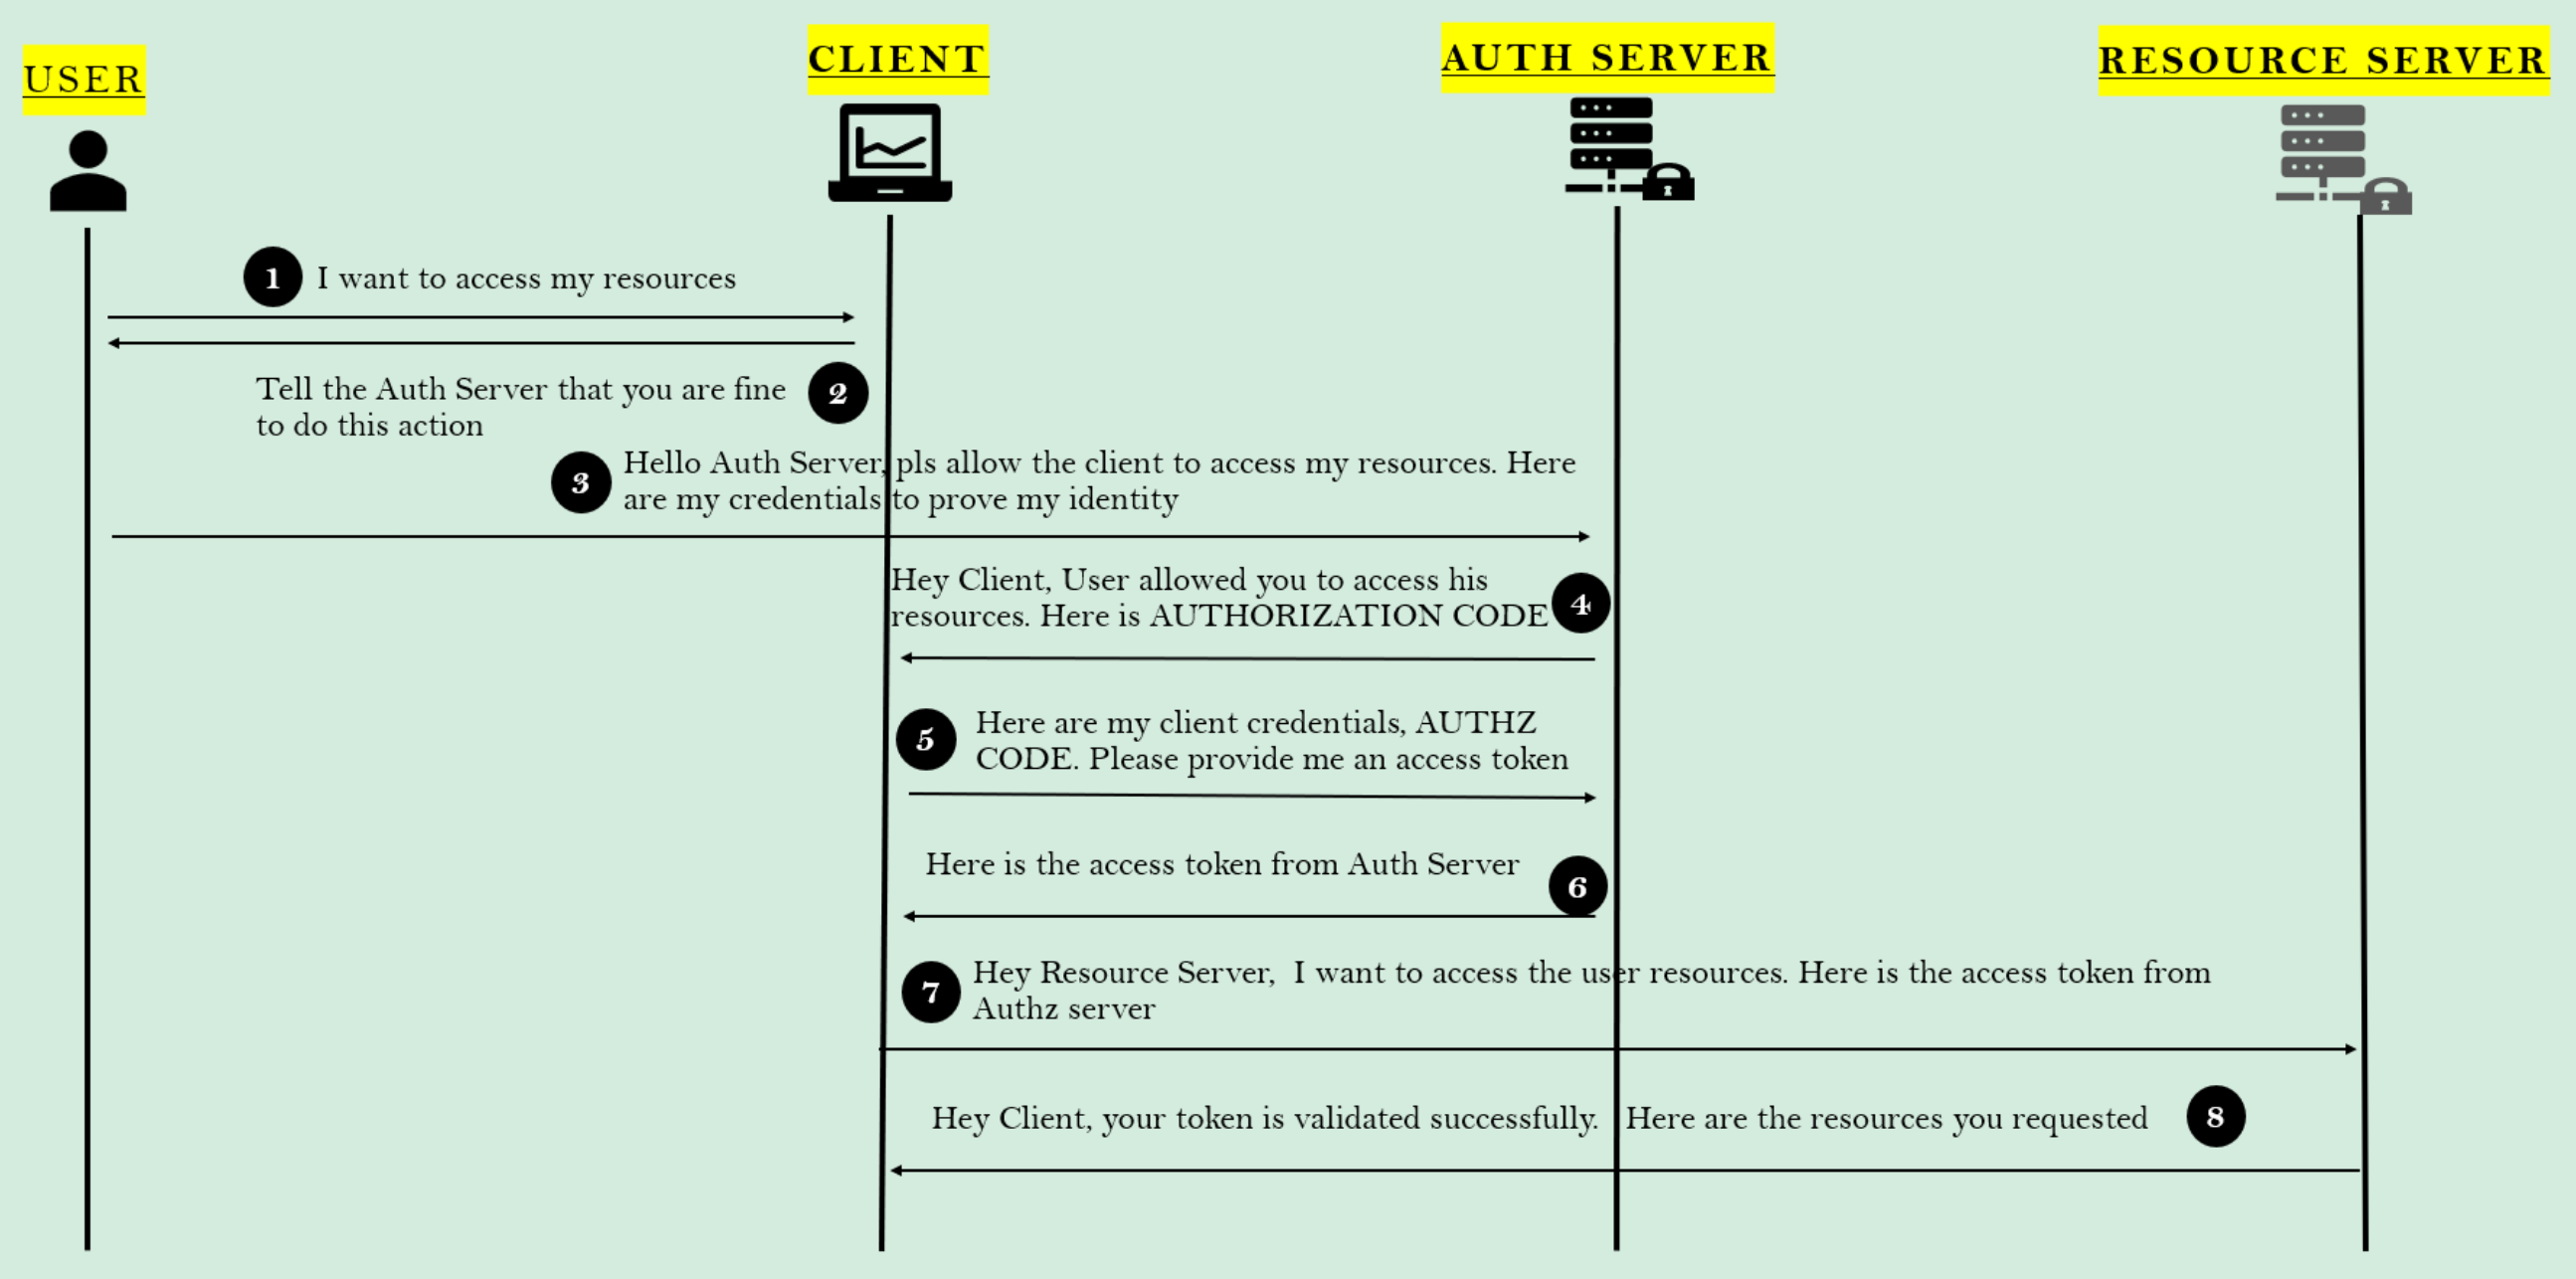 USER
CLIENT
AUTH SERVER
RESOURCE SERVER
1 I want to access my resources
Tell the Auth Server that you are fine 2
to do this action
3 Hello Auth Server, pls allow the client to access my resources. Here
are my credentials to prove my identity
Hey Client, User allowed you to access his
resources. Here is AUTHORIZATION CODE 4
5 Here are my client credentials, AUTHZ
CODE. Please provide me an access token
Here is the access token from Auth Server 6
7 Hey Resource Server, I want to access the user resources. Here is the access token from
Authz server
Hey Client, your token is validated successfully. Here are the resources you requested 8